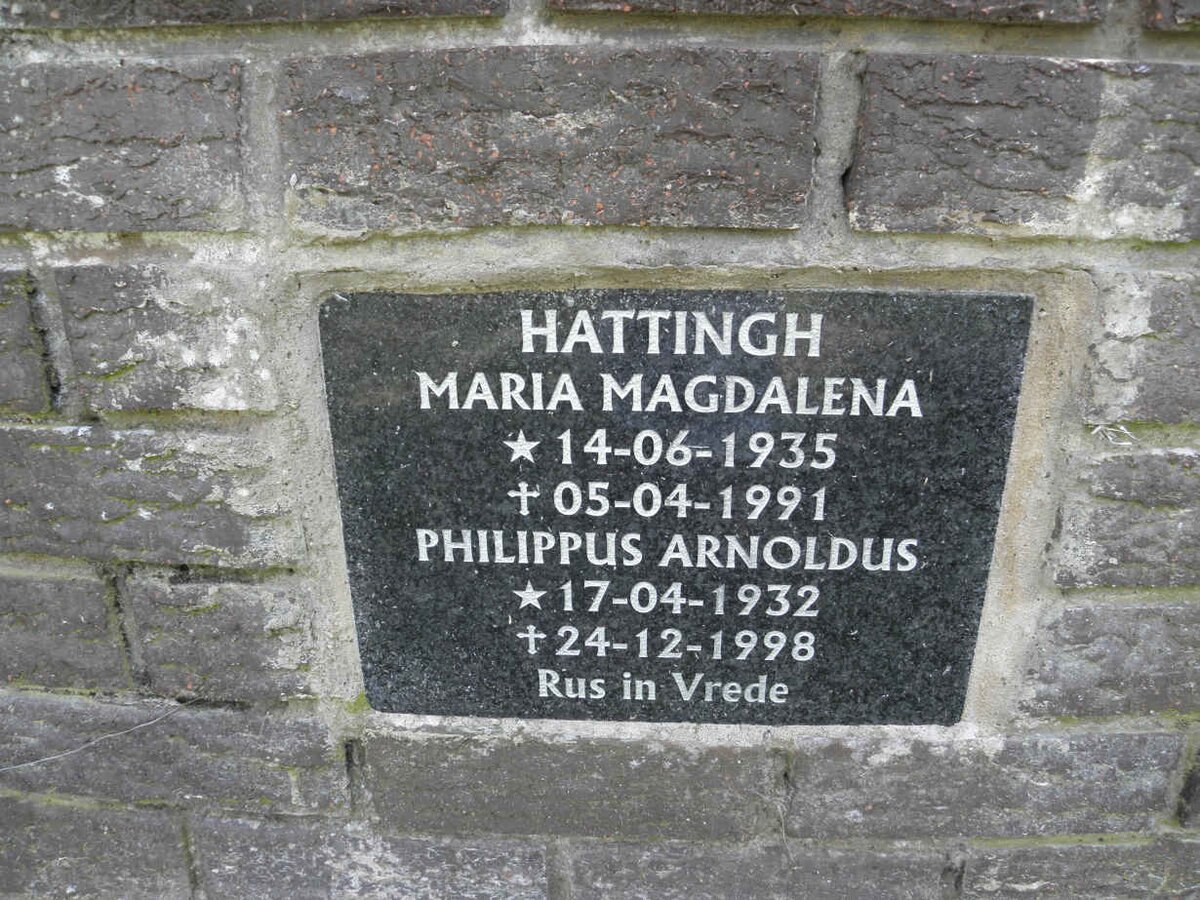 HATTINGH
MARIA MAGDALENA
★ 14-06-1935
✝ 05-04-1991
PHILIPPUS ARNOLDUS
★ 17-04-1932
✝ 24-12-1998
Rus in Vrede